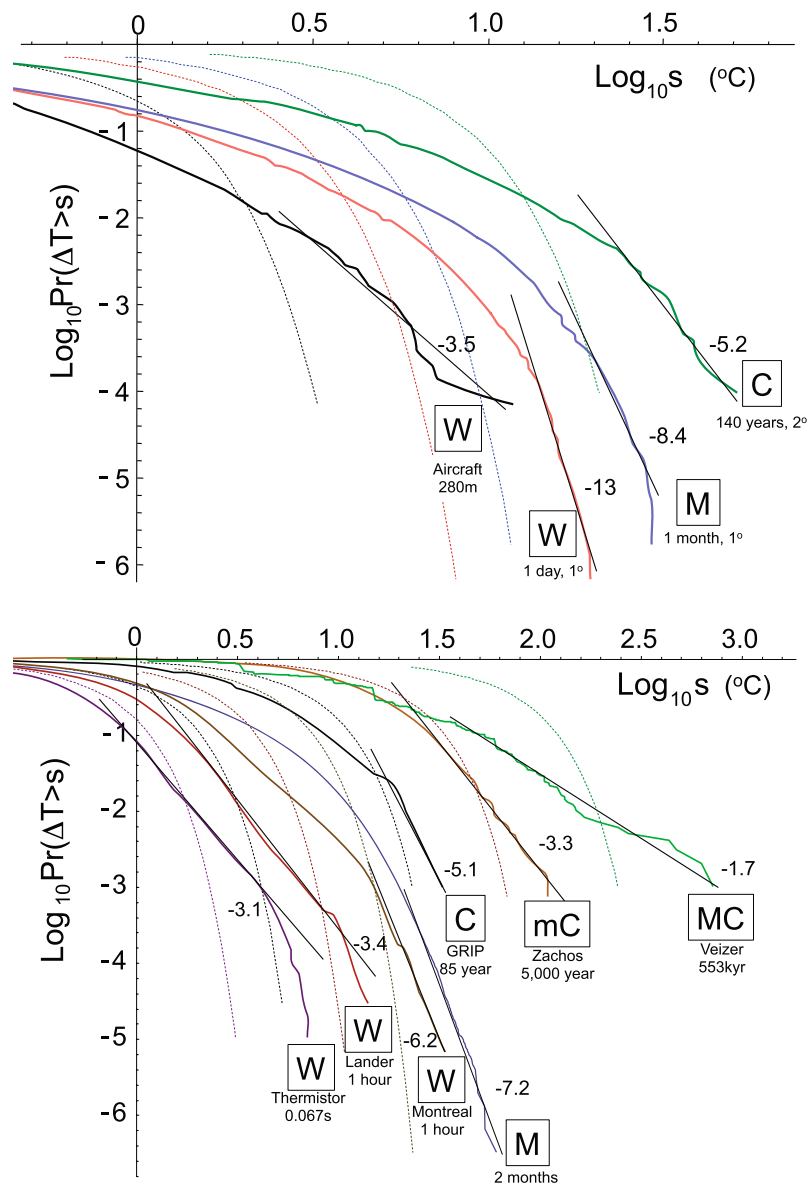 0 0.5 1.0 1.5
Log10s (oC)
- 1
- 2
- 3
- 4
- 5
- 6
Log10Pr(ΔT>s)
-3.5
-5.2
C
140 years, 2o
W
Aircraft
280m
-8.4
-13
M
1 month, 1o
W
1 day, 1o
0 0.5 1.0 1.5 2.0 2.5 3.0
Log10s (oC)
-1
- 2
- 3
- 4
- 5
-6
Log10Pr(ΔT>s)
-3.1
-3.4
-5.1
-3.3
-1.7
C
GRIP
85 year
mC
Zachos
5,000 year
MC
Veizer
553kyr
W
Lander
1 hour
-6.2
W
Thermistor
0.067s
W
Montreal
1 hour
-7.2
M
2 months